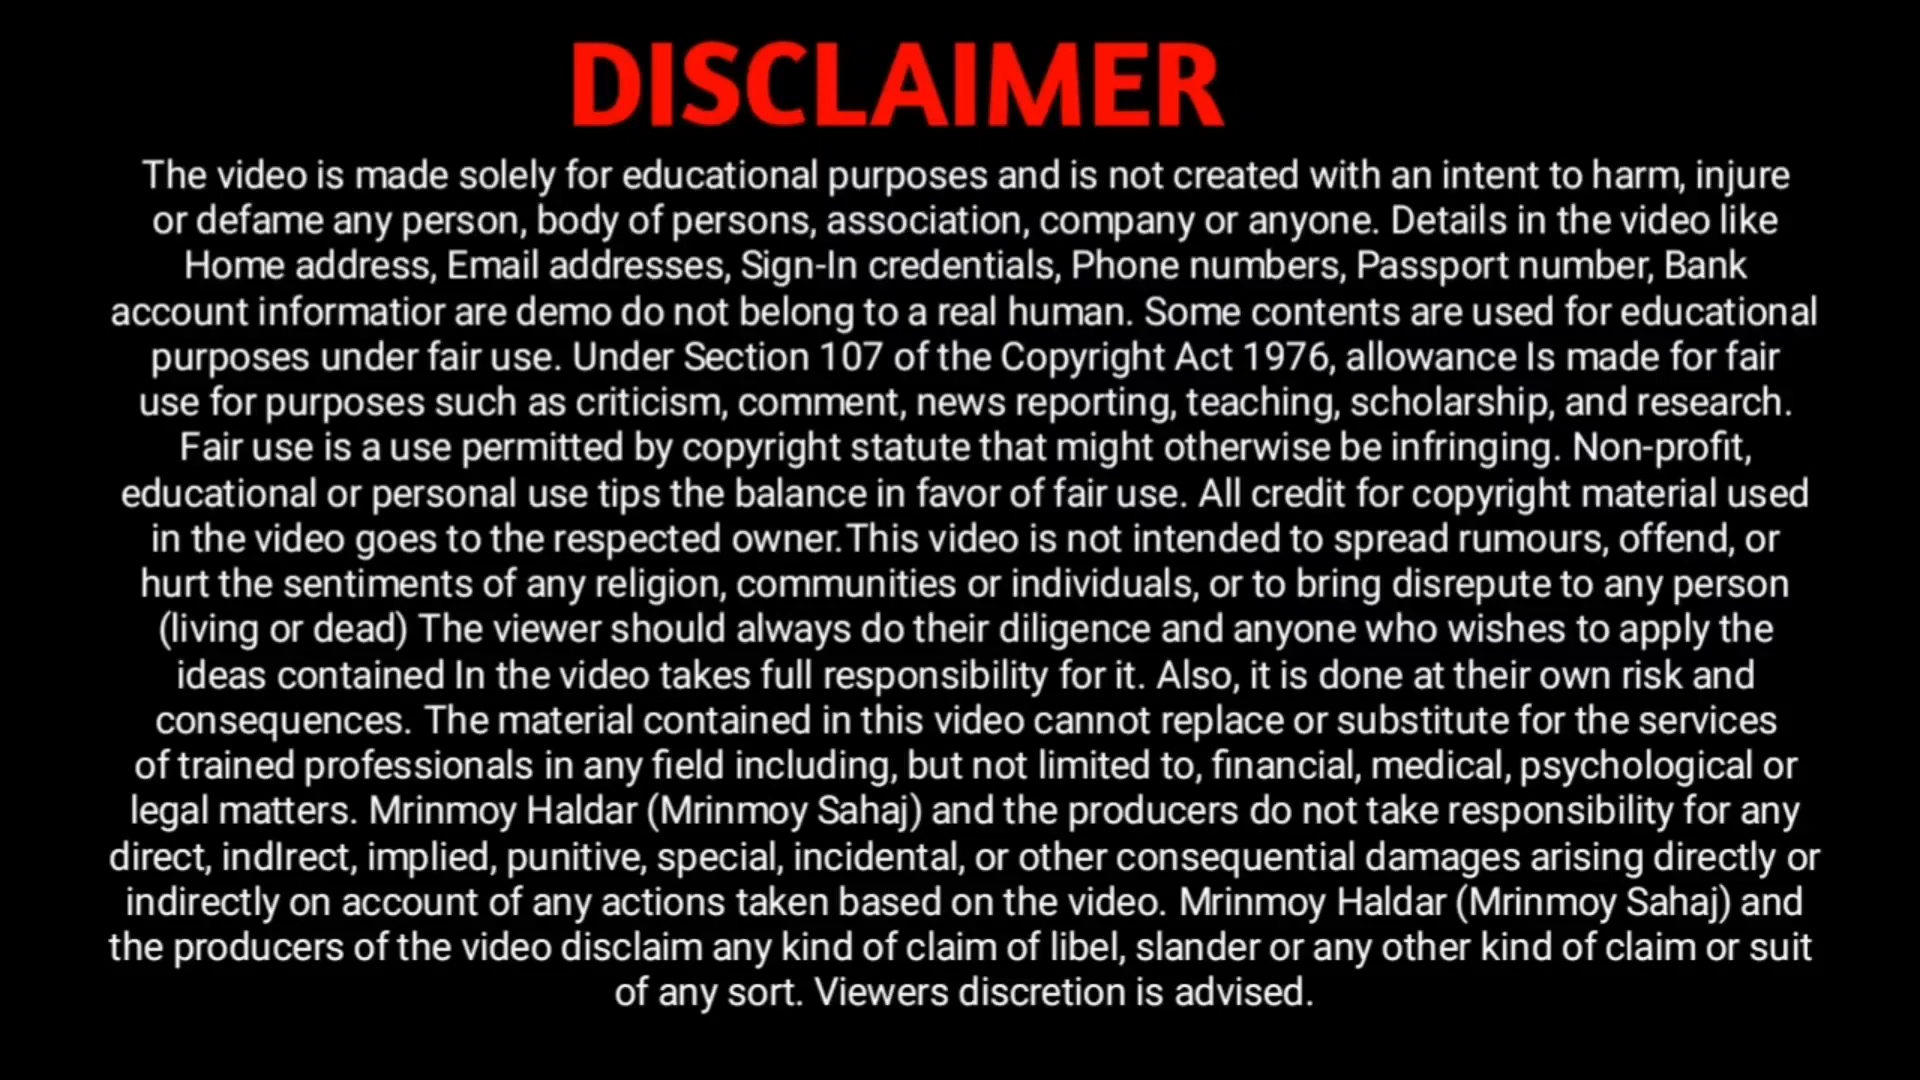 DISCLAIMER
The video is made solely for educational purposes and is not created with an intent to harm, injure
or defame any person, body of persons, association, company or anyone. Details in the video like
Home address, Email addresses, Sign-In credentials, Phone numbers, Passport number, Bank
account informatior are demo do not belong to a real human. Some contents are used for educational
purposes under fair use. Under Section 107 of the Copyright Act 1976, allowance Is made for fair
use for purposes such as criticism, comment, news reporting, teaching, scholarship, and research.
Fair use is a use permitted by copyright statute that might otherwise be infringing. Non-profit,
educational or personal use tips the balance in favor of fair use. All credit for copyright material used
in the video goes to the respected owner.This video is not intended to spread rumours, offend, or
hurt the sentiments of any religion, communities or individuals, or to bring disrepute to any person
(living or dead) The viewer should always do their diligence and anyone who wishes to apply the
ideas contained In the video takes full responsibility for it. Also, it is done at their own risk and
consequences. The material contained in this video cannot replace or substitute for the services
of trained professionals in any field including, but not limited to, financial, medical, psychological or
legal matters. Mrinmoy Haldar (Mrinmoy Sahaj) and the producers do not take responsibility for any
direct, indIrect, implied, punitive, special, incidental, or other consequential damages arising directly or
indirectly on account of any actions taken based on the video. Mrinmoy Haldar (Mrinmoy Sahaj) and
the producers of the video disclaim any kind of claim of libel, slander or any other kind of claim or suit
of any sort. Viewers discretion is advised.